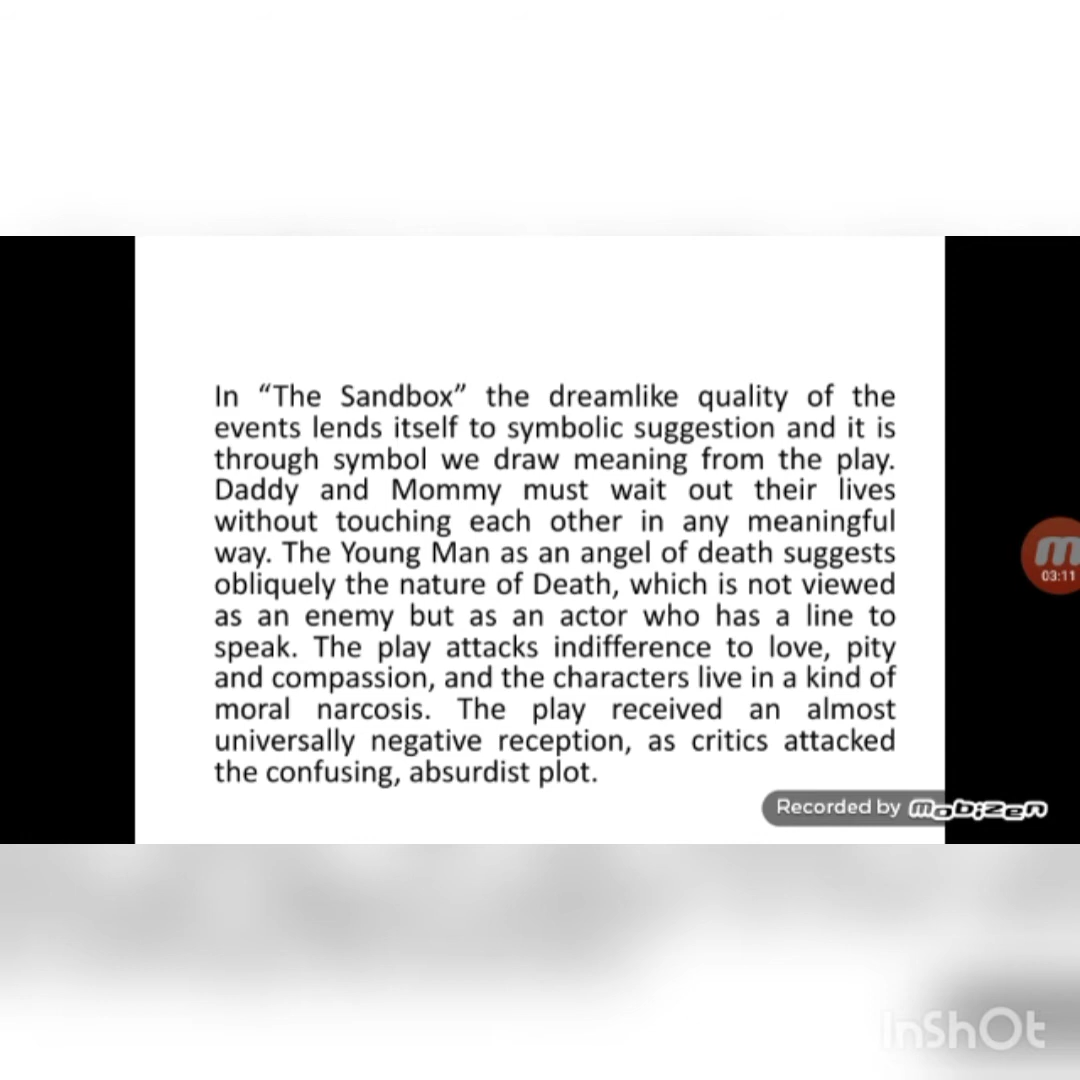 In “The Sandbox” the dreamlike quality of the
events lends itself to symbolic suggestion and it is
through symbol we draw meaning from the play.
Daddy and Mommy must wait out their lives
without touching each other in any meaningful
way. The Young Man as an angel of death suggests
obliquely the nature of Death, which is not viewed
as an enemy but as an actor who has a line to
speak. The play attacks indifference to love, pity
and compassion, and the characters live in a kind of
moral narcosis. The play received an almost
universally negative reception, as critics attacked
the confusing, absurdist plot.
m
03:11
Recorded by mobizen
InShOt